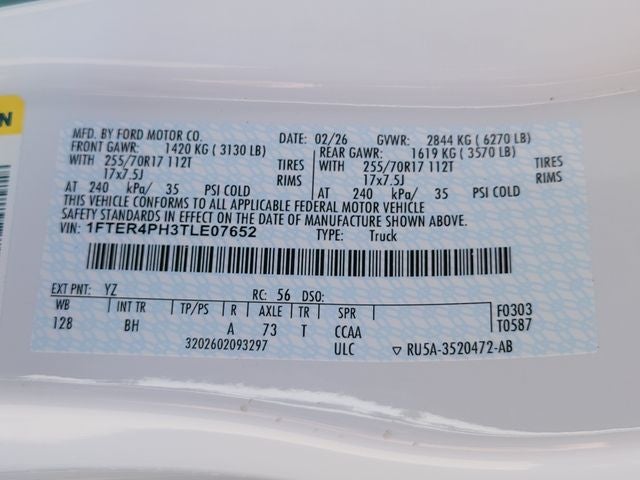 MFD. BY FORD MOTOR CO. DATE: 02/26 GVWR: 2844 KG ( 6270 LB)
FRONT GAWR: 1420 KG ( 3130 LB) REAR GAWR: 1619 KG ( 3570 LB)
WITH 255/70R17 112T TIRES WITH 255/70R17 112T TIRES
17x7.5J RIMS 17x7.5J RIMS
AT 240 kPa/ 35 PSI COLD AT 240 kPa/ 35 PSI COLD
THIS VEHICLE CONFORMS TO ALL APPLICABLE FEDERAL MOTOR VEHICLE
SAFETY STANDARDS IN EFFECT ON THE DATE OF MANUFACTURE SHOWN ABOVE.
VIN: 1FTER4PH3TLE07652 TYPE: Truck
EXT PNT: YZ RC: 56 DSO:
WB INT TR TP/PS R AXLE TR SPR F0303
128 BH A 73 T CCAA T0587
3202602093297 ULC ▽ RU5A-3520472-AB